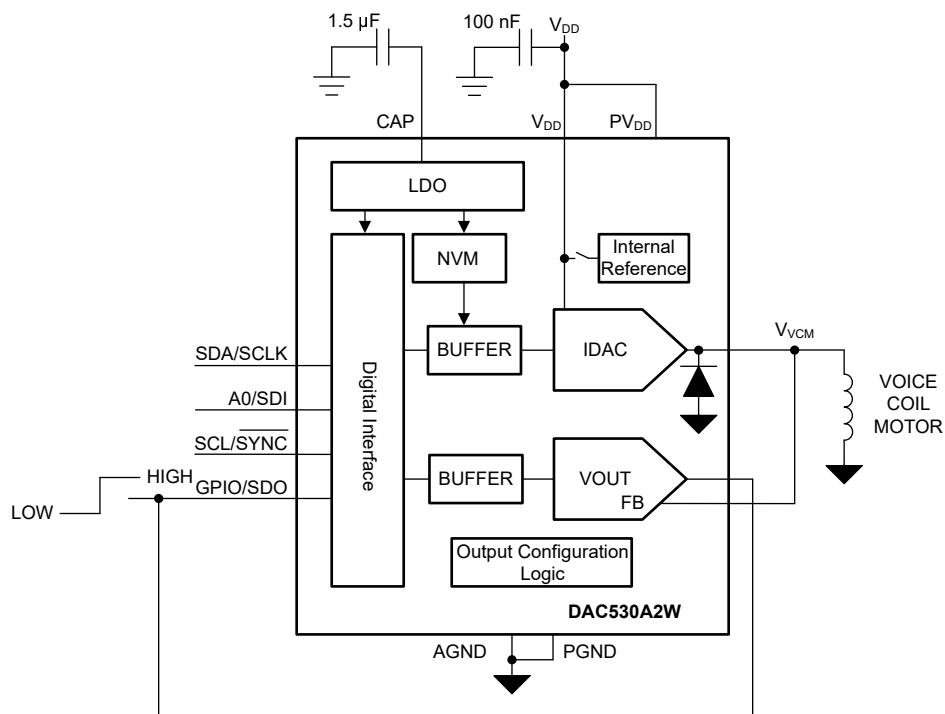 1.5 µF
100 nF
VDD
CAP
VDD
PVDD
LDO
NVM
Internal
Reference
BUFFER
IDAC
VVCM
SDA/SCLK
A0/SDI
SCL/SYNC
GPIO/SDO
HIGH
LOW
Digital Interface
VOICE
COIL
MOTOR
BUFFER
VOUT
FB
Output Configuration
Logic
DAC530A2W
AGND
PGND